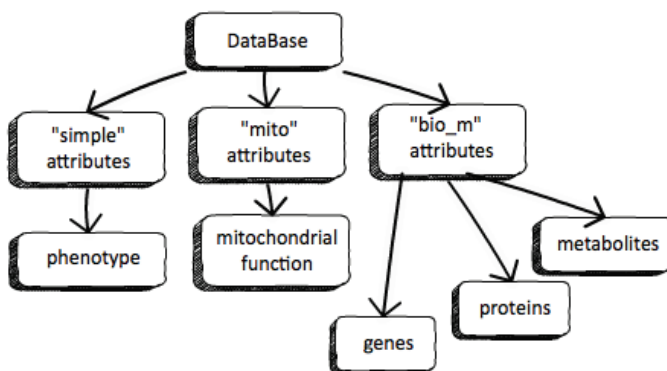 DataBase
"simple"
attributes
"mito"
attributes
"bio_m"
attributes
phenotype
mitochondrial
function
metabolites
proteins
genes